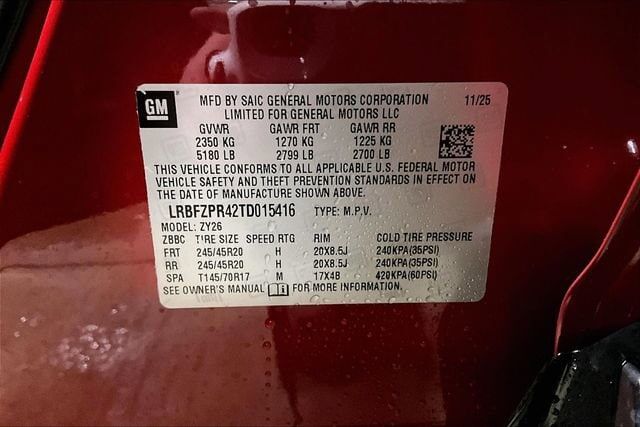 GM
MFD BY SAIC GENERAL MOTORS CORPORATION 11/25
LIMITED FOR GENERAL MOTORS LLC
GVWR GAWR FRT GAWR RR
2350 KG 1270 KG 1225 KG
5180 LB 2799 LB 2700 LB
THIS VEHICLE CONFORMS TO ALL APPLICABLE U.S. FEDERAL MOTOR
VEHICLE SAFETY AND THEFT PREVENTION STANDARDS IN EFFECT ON
THE DATE OF MANUFACTURE SHOWN ABOVE.
LRBFZPR42TD015416 TYPE: M.P.V.
MODEL: ZY26
ZBBC TIRE SIZE SPEED RTG RIM COLD TIRE PRESSURE
FRT 245/45R20 H 20X8.5J 240KPA(35PSI)
RR 245/45R20 H 20X8.5J 240KPA(35PSI)
SPA T145/70R17 M 17X4B 420KPA(60PSI)
SEE OWNER'S MANUAL FOR MORE INFORMATION.